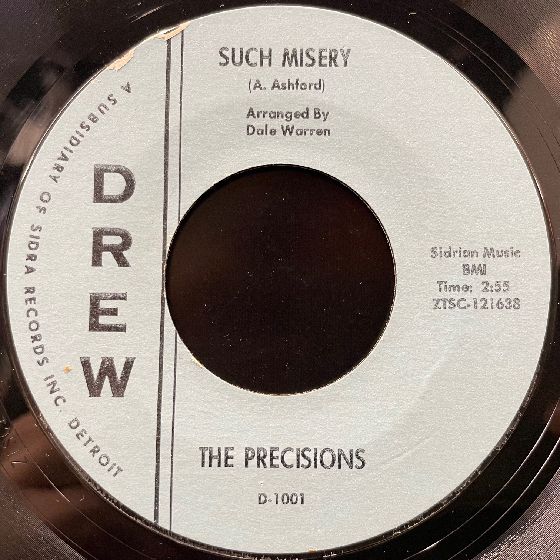 SUCH MISERY
(A. Ashford)
Arranged By
Dale Warren
DREW
A SUBSIDIARY OF SIDRA RECORDS INC. DETROIT
Sidrian Music
BMI
Time: 2:55
ZTSC-121638
THE PRECISIONS
D-1001